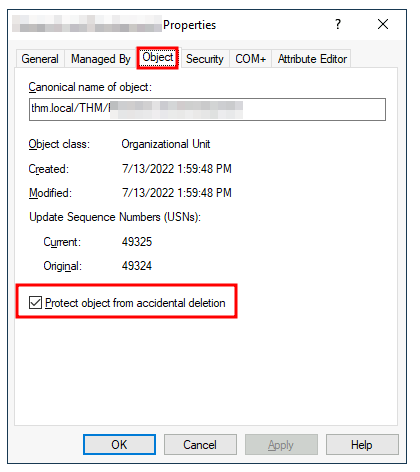 Properties
?
General Managed By Object Security COM+ Attribute Editor
Canonical name of object:
thm.local/THM/
Object class: Organizational Unit
Created: 7/13/2022 1:59:48 PM
Modified: 7/13/2022 1:59:48 PM
Update Sequence Numbers (USNs):
Current: 49325
Original: 49324
Protect object from accidental deletion
OK Cancel Apply Help